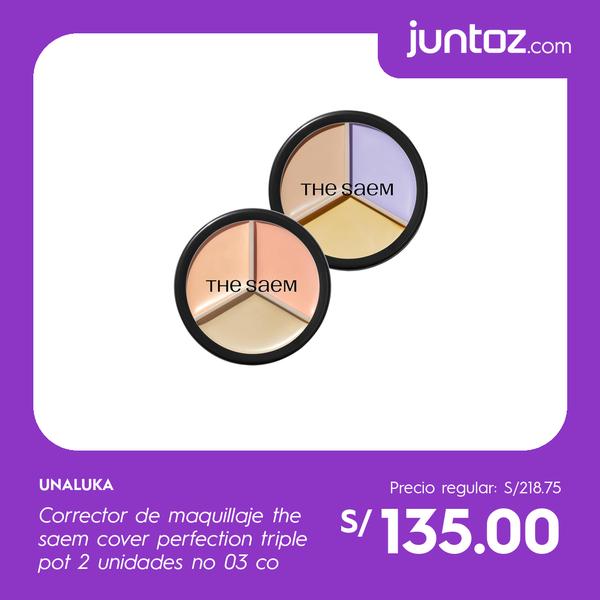 juntoz.com
THE SAEM
THE SAEM
UNALUKA
Corrector de maquillaje the
saem cover perfection triple
pot 2 unidades no 03 co
Precio regular: S/218.75
S/135.00